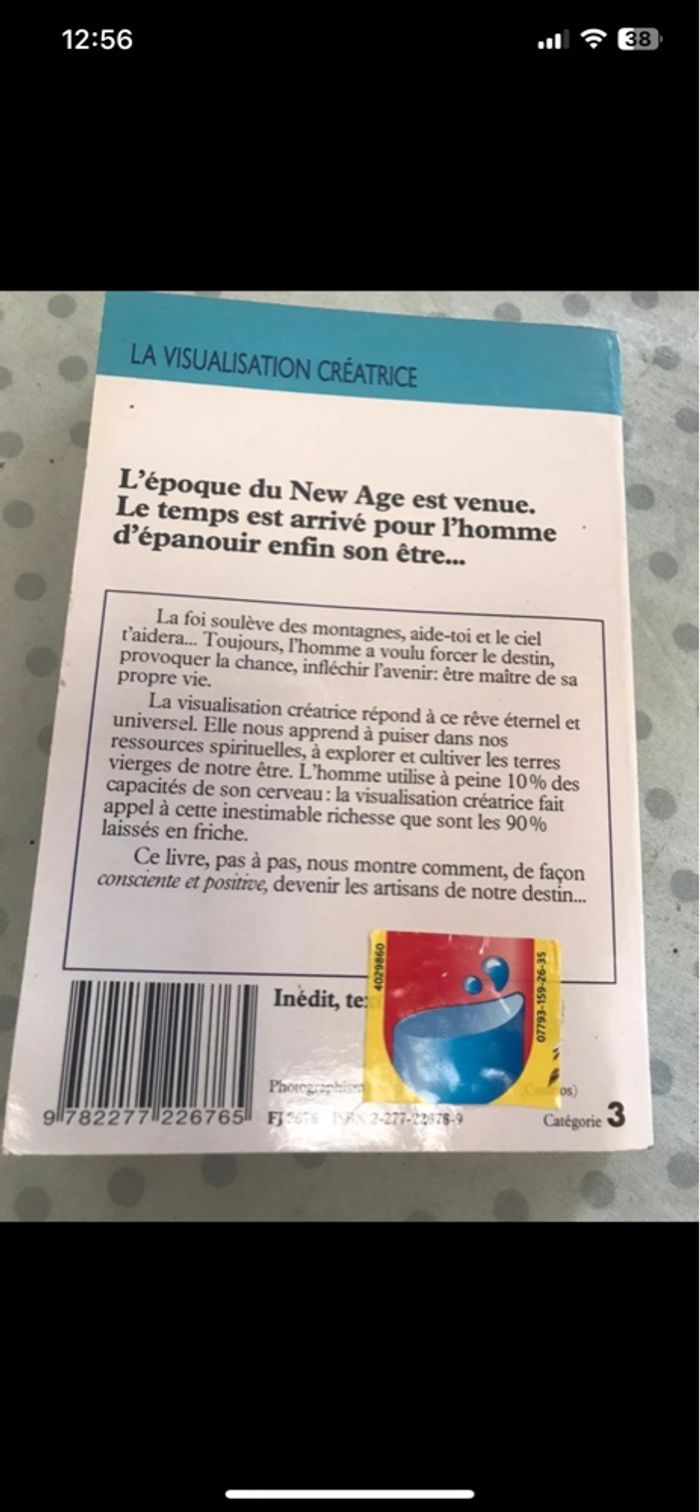 12:56
38
LA VISUALISATION CRÉATRICE
L'époque du New Age est venue.
Le temps est arrivé pour l'homme
d'épanouir enfin son être...
La foi soulève des montagnes, aide-toi et le ciel
t'aidera... Toujours, l'homme a voulu forcer le destin,
provoquer la chance, infléchir l'avenir: être maître de sa
propre vie.
La visualisation créatrice répond à ce rêve éternel et
universel. Elle nous apprend à puiser dans nos
ressources spirituelles, à explorer et cultiver les terres
vierges de notre être. L'homme utilise à peine 10% des
capacités de son cerveau: la visualisation créatrice fait
appel à cette inestimable richesse que sont les 90%
laissés en friche.
Ce livre, pas à pas, nous montre comment, de façon
consciente et positive, devenir les artisans de notre destin...
4029860
07793-159-26-35
Inédit,
9 782277 226765
FJ ISBN 2-277-22676-9
Catégorie 3